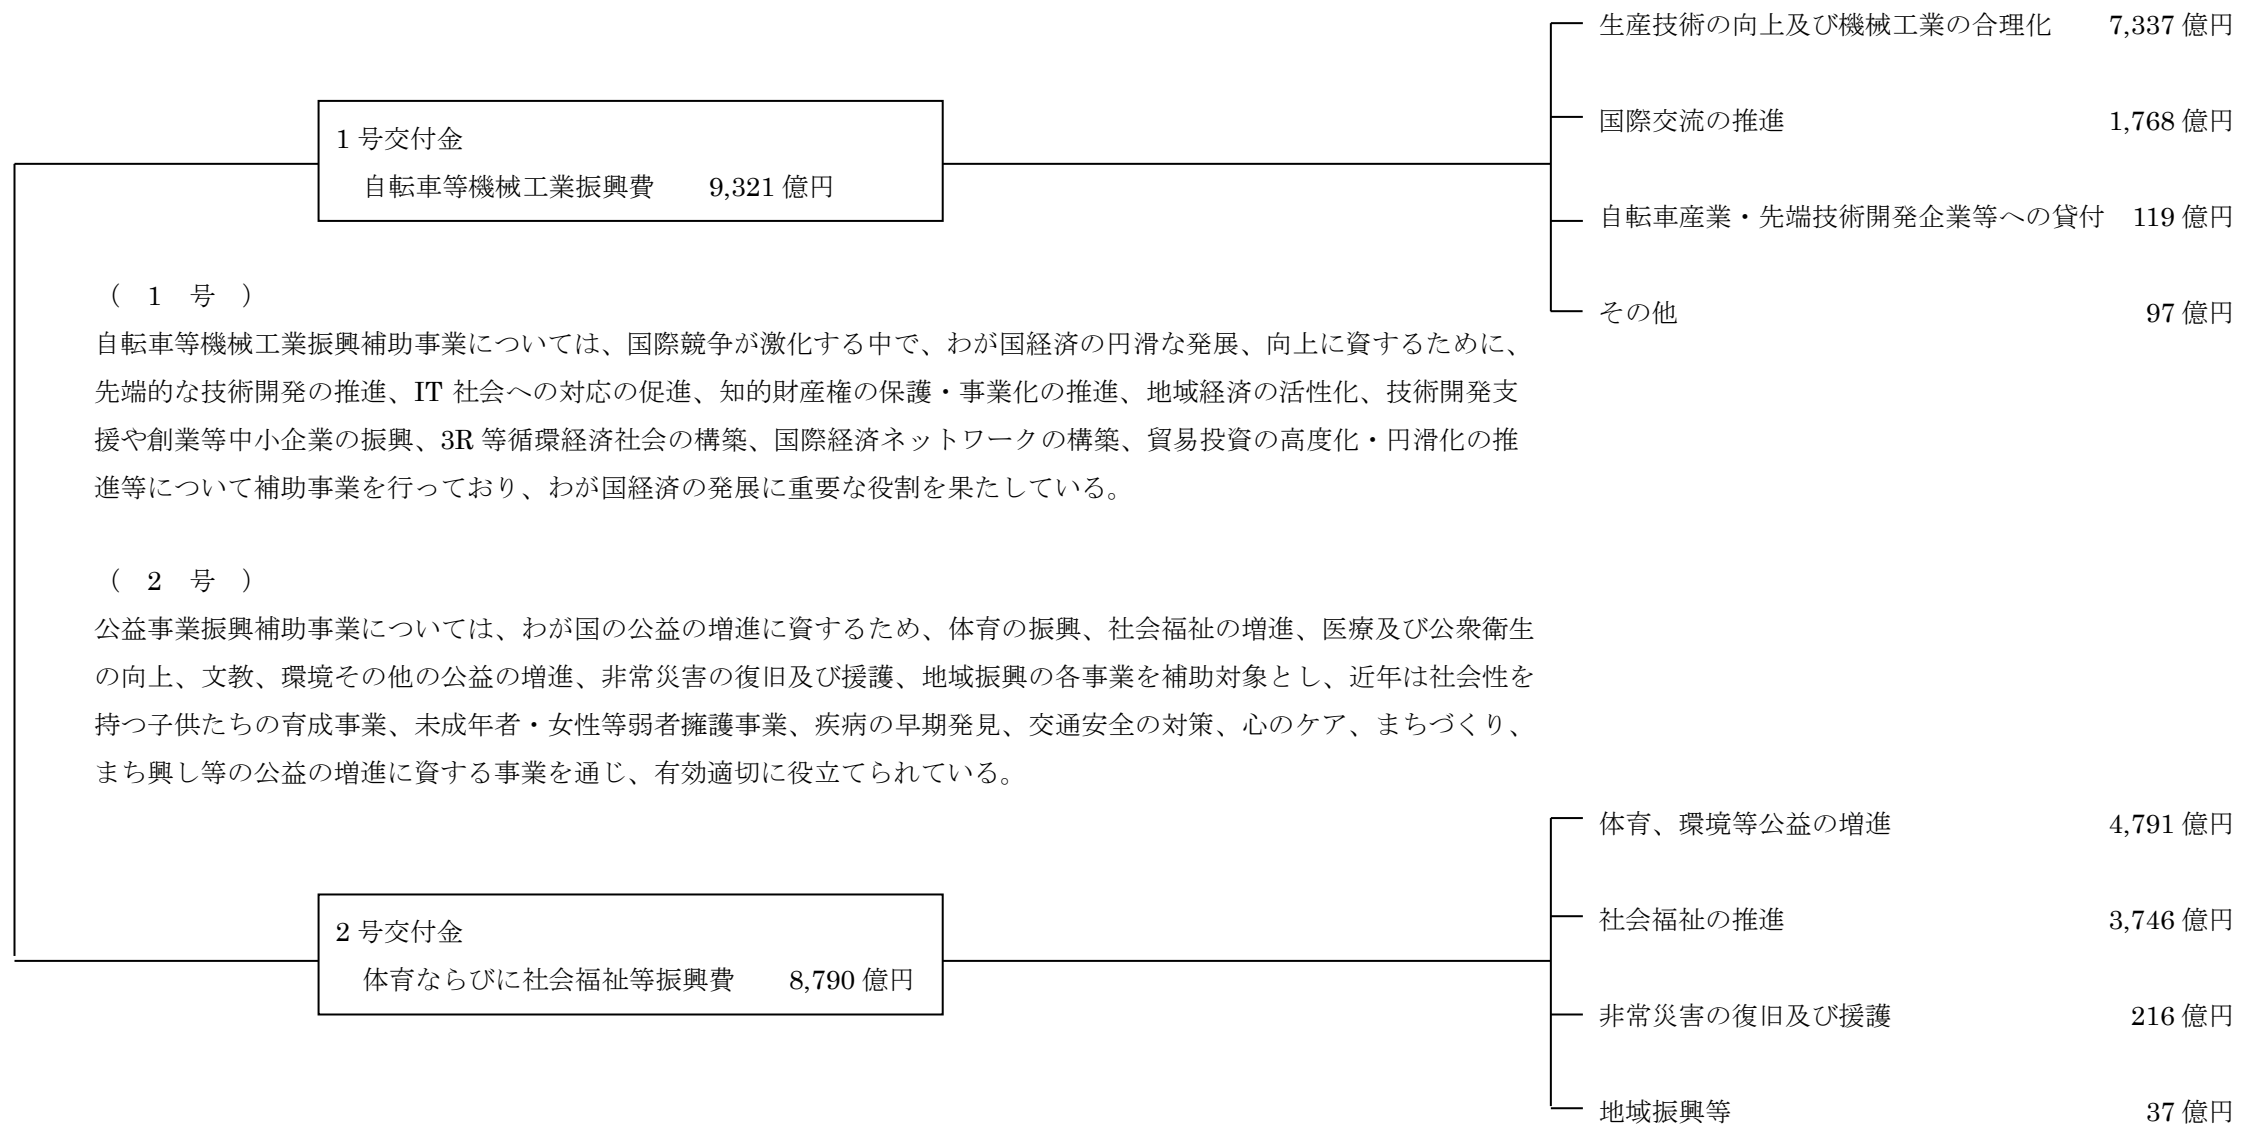 生産技術の向上及び機械工業の合理化 7,337 億円
1 号交付金
自転車等機械工業振興費 9,321 億円
国際交流の推進 1,768 億円
自転車産業・先端技術開発企業等への貸付 119 億円
その他 97 億円
（ 1 号 ）
自転車等機械工業振興補助事業については、国際競争が激化する中で、わが国経済の円滑な発展、向上に資するために、
先端的な技術開発の推進、IT 社会への対応の促進、知的財産権の保護・事業化の推進、地域経済の活性化、技術開発支
援や創業等中小企業の振興、3R 等循環経済社会の構築、国際経済ネットワークの構築、貿易投資の高度化・円滑化の推
進等について補助事業を行っており、わが国経済の発展に重要な役割を果たしている。
（ 2 号 ）
公益事業振興補助事業については、わが国の公益の増進に資するため、体育の振興、社会福祉の増進、医療及び公衆衛生
の向上、文教、環境その他の公益の増進、非常災害の復旧及び援護、地域振興の各事業を補助対象とし、近年は社会性を
持つ子供たちの育成事業、未成年者・女性等弱者擁護事業、疾病の早期発見、交通安全の対策、心のケア、まちづくり、
まち興し等の公益の増進に資する事業を通じ、有効適切に役立てられている。
体育、環境等公益の増進 4,791 億円
2 号交付金
体育ならびに社会福祉等振興費 8,790 億円
社会福祉の推進 3,746 億円
非常災害の復旧及び援護 216 億円
地域振興等 37 億円